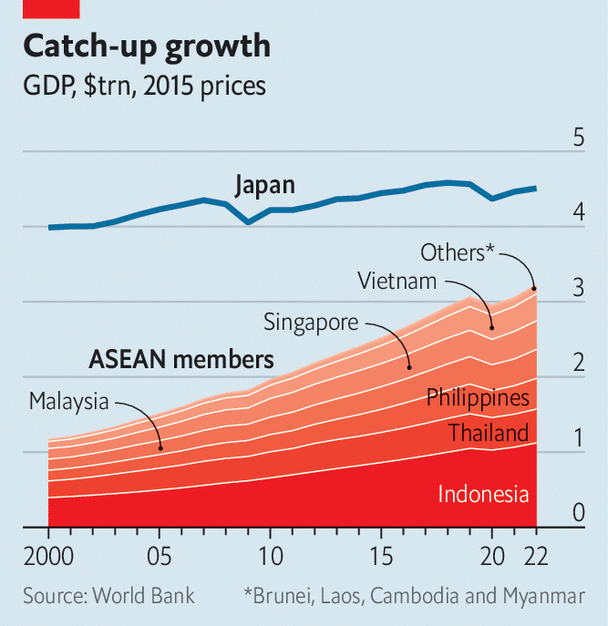 Catch-up growth
GDP, $trn, 2015 prices
5
Japan
4
Others*
Vietnam
3
Singapore
ASEAN members
2
Malaysia
Philippines
Thailand
1
Indonesia
0
2000 05 10 15 20 22
Source: World Bank *Brunei, Laos, Cambodia and Myanmar